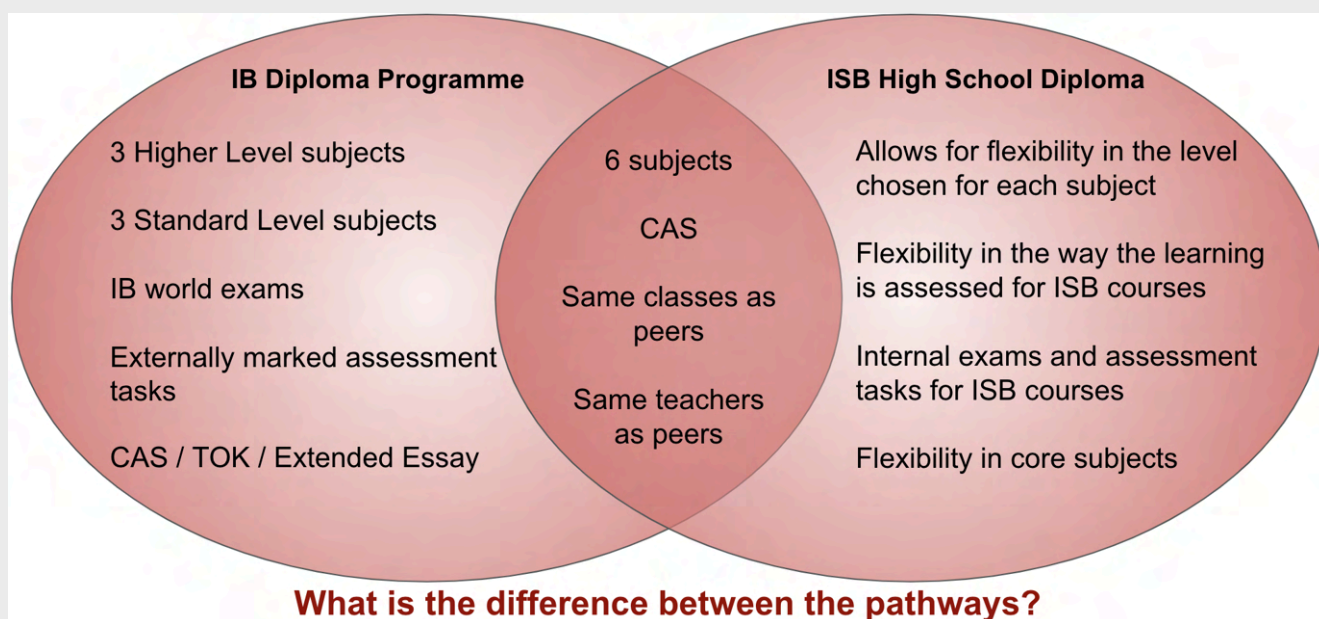 IB Diploma Programme
3 Higher Level subjects
3 Standard Level subjects
IB world exams
Externally marked assessment
tasks
CAS / TOK / Extended Essay
6 subjects
CAS
Same classes as
peers
Same teachers
as peers
ISB High School Diploma
Allows for flexibility in the level
chosen for each subject
Flexibility in the way the learning
is assessed for ISB courses
Internal exams and assessment
tasks for ISB courses
Flexibility in core subjects
What is the difference between the pathways?